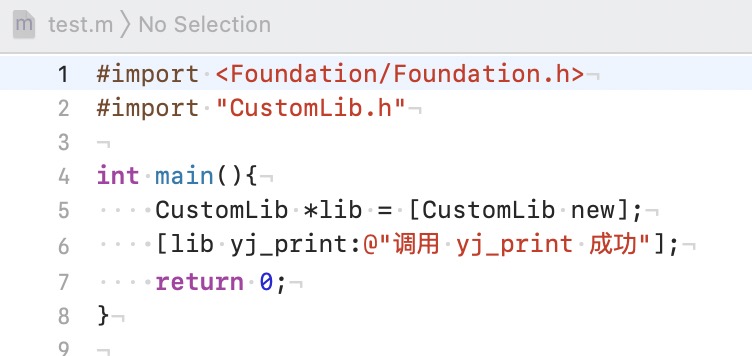 m test.m 〉 No Selection
1 #import <Foundation/Foundation.h>¬
2 #import "CustomLib.h"¬
3 ¬
4 int·main(){¬
5 ····CustomLib·*lib·=·[CustomLib·new];¬
6 ····[lib·yj_print:@"调用·yj_print·成功"];¬
7 ····return·0;¬
8 }¬
9 ¬